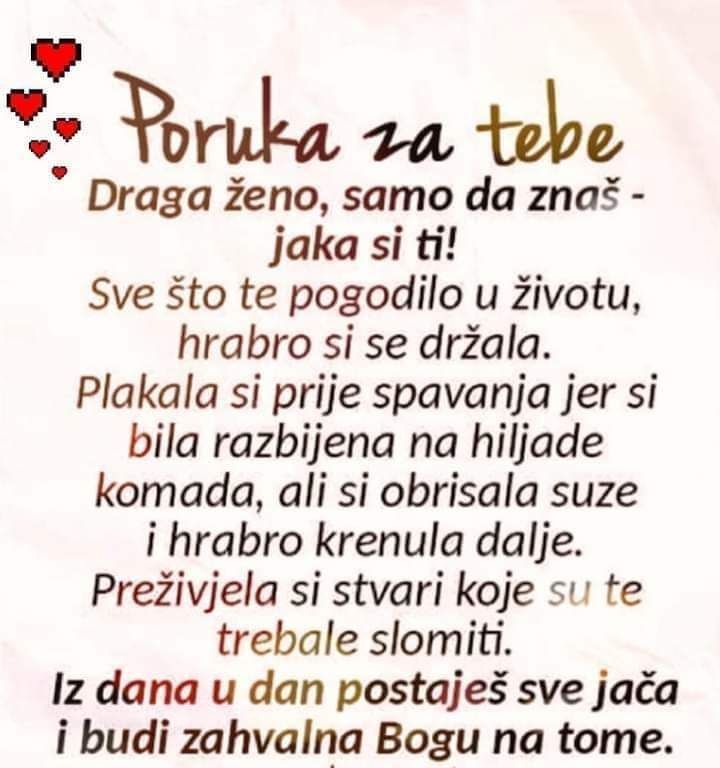 Poruka za tebe
Draga ženo, samo da znaš -
jaka si ti!
Sve što te pogodilo u životu,
hrabro si se držala.
Plakala si prije spavanja jer si
bila razbijena na hiljade
komada, ali si obrisala suze
i hrabro krenula dalje.
Preživjela si stvari koje su te
trebale slomiti.
Iz dana u dan postaješ sve jača
i budi zahvalna Bogu na tome.